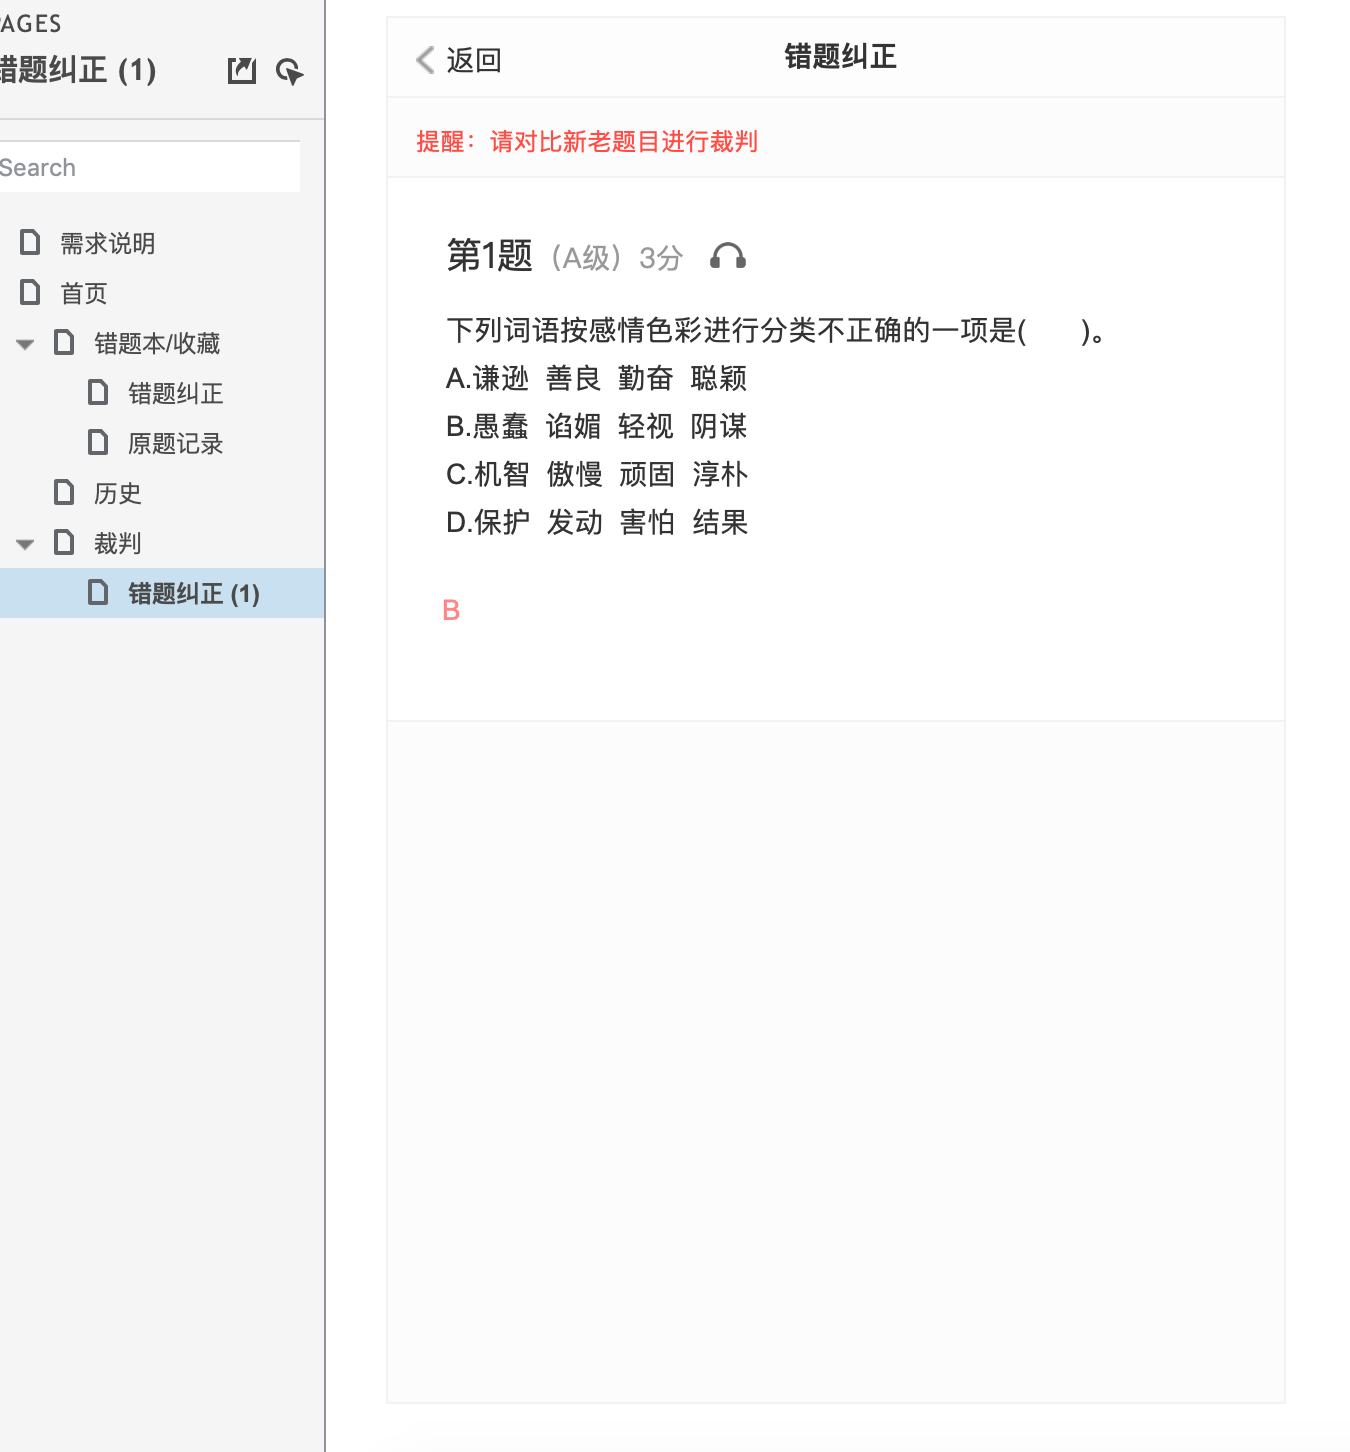 PAGES
错题纠正 (1)
Search
需求说明
首页
错题本/收藏
错题纠正
原题记录
历史
裁判
错题纠正 (1)
返回
错题纠正
提醒：请对比新老题目进行裁判
第1题（A级）3分
下列词语按感情色彩进行分类不正确的一项是(　　)。
A.谦逊 善良 勤奋 聪颖
B.愚蠢 谄媚 轻视 阴谋
C.机智 傲慢 顽固 淳朴
D.保护 发动 害怕 结果
B